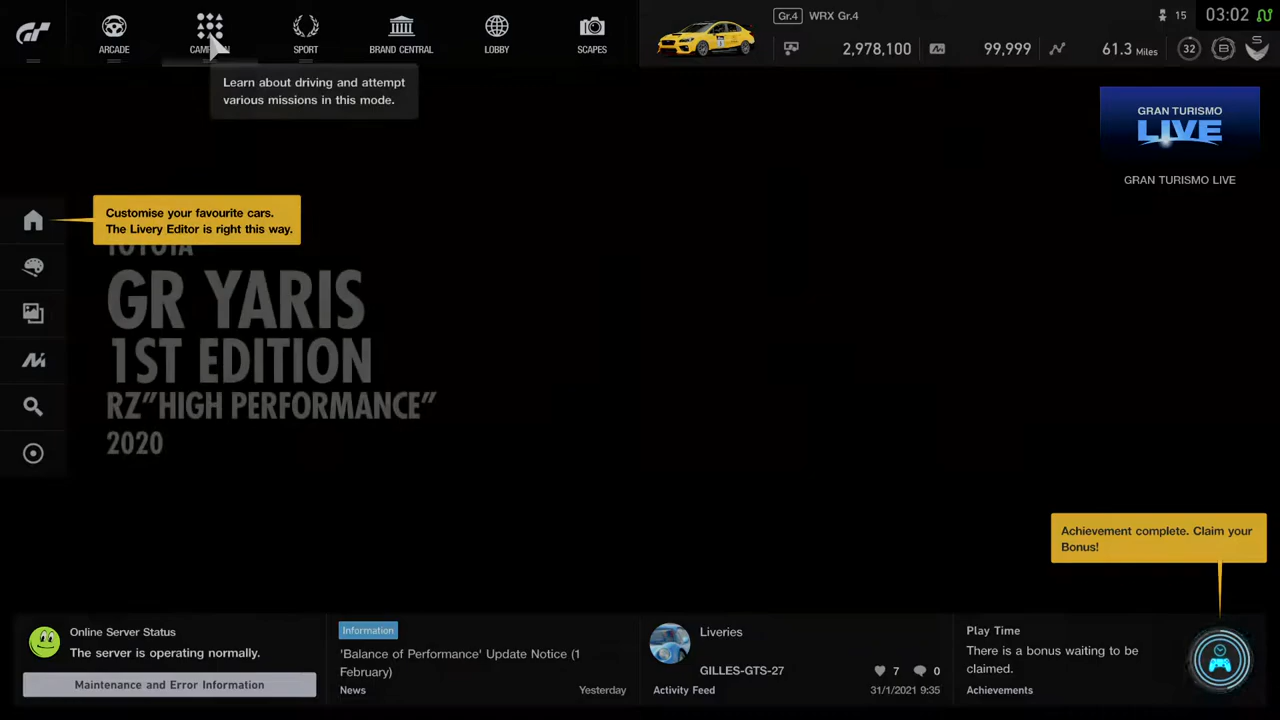 ARCADE
CAMPAIGN
SPORT
BRAND CENTRAL
LOBBY
SCAPES
Gr.4 WRX Gr.4
15
03:02
2,978,100
99,999
61.3 Miles
32
B
S
Learn about driving and attempt
various missions in this mode.
GRAN TURISMO
LIVE
GRAN TURISMO LIVE
Customise your favourite cars.
The Livery Editor is right this way.
TOYOTA
GR YARIS
1ST EDITION
RZ"HIGH PERFORMANCE"
2020
Achievement complete. Claim your
Bonus!
Online Server Status
The server is operating normally.
Maintenance and Error Information
Information
'Balance of Performance' Update Notice (1
February)
News
Yesterday
Liveries
GILLES-GTS-27
7
0
Activity Feed
31/1/2021 9:35
Play Time
There is a bonus waiting to be
claimed.
Achievements